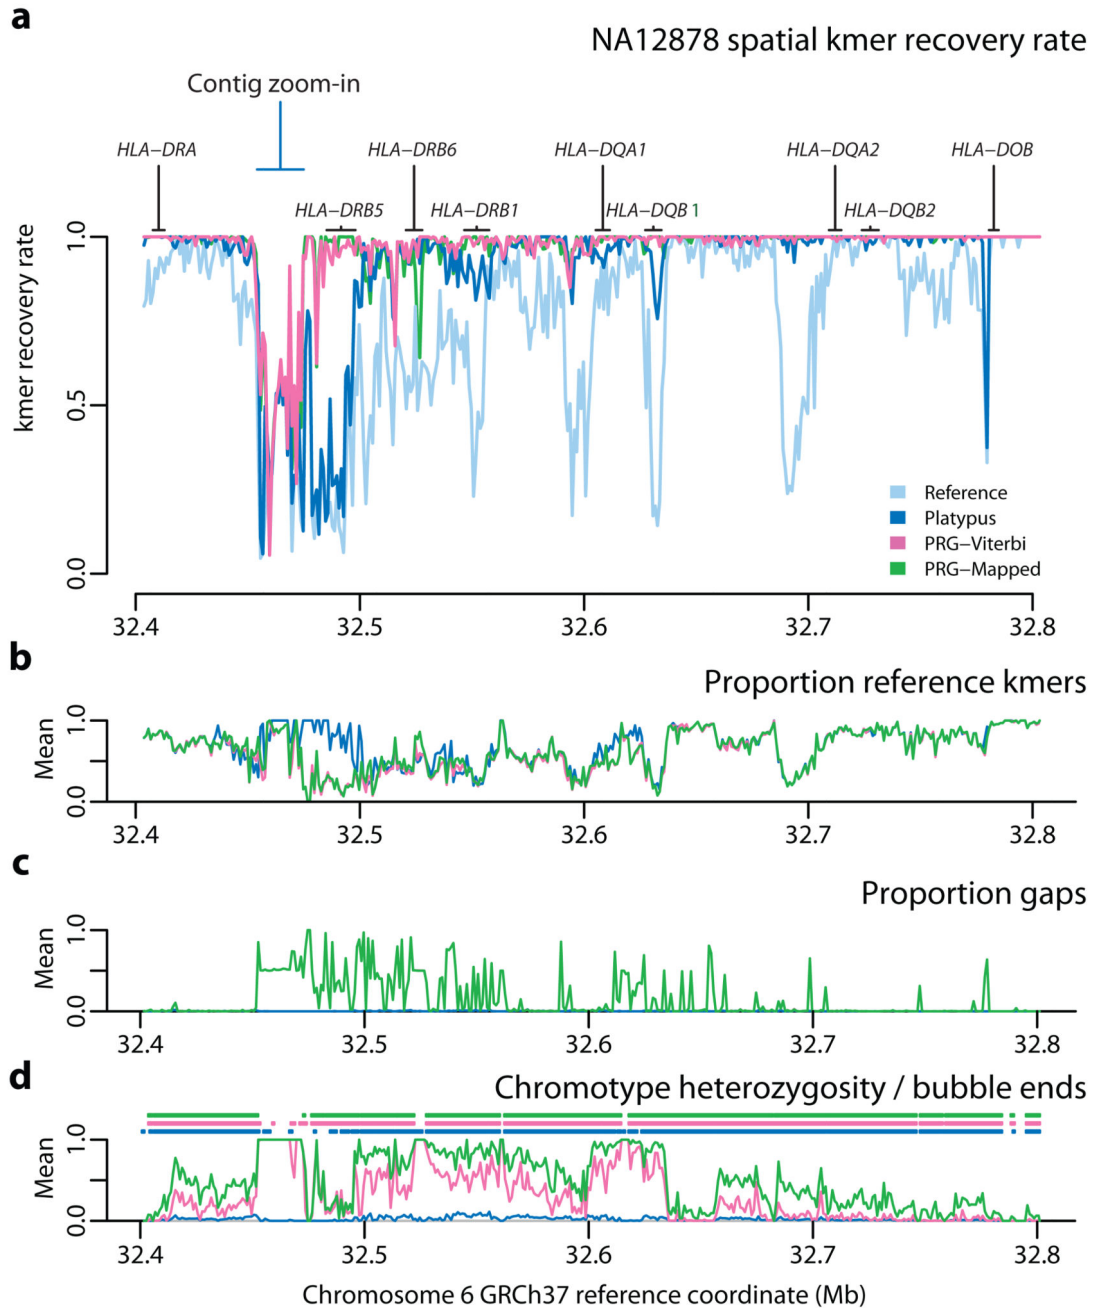 a
NA12878 spatial kmer recovery rate
Contig zoom-in
HLA−DRA
HLA−DRB6
HLA−DQA1
HLA−DQA2
HLA−DOB
HLA−DRB5
HLA−DRB1
HLA−DQB 1
HLA−DQB2
kmer recovery rate
1.0
0.5
0.0
Reference
Platypus
PRG−Viterbi
PRG−Mapped
32.4 32.5 32.6 32.7 32.8
b
Proportion reference kmers
Mean
1.0
0.0
32.4 32.5 32.6 32.7 32.8
c
Proportion gaps
Mean
1.0
0.0
32.4 32.5 32.6 32.7 32.8
d
Chromotype heterozygosity / bubble ends
Mean
1.0
0.0
32.4 32.5 32.6 32.7 32.8
Chromosome 6 GRCh37 reference coordinate (Mb)